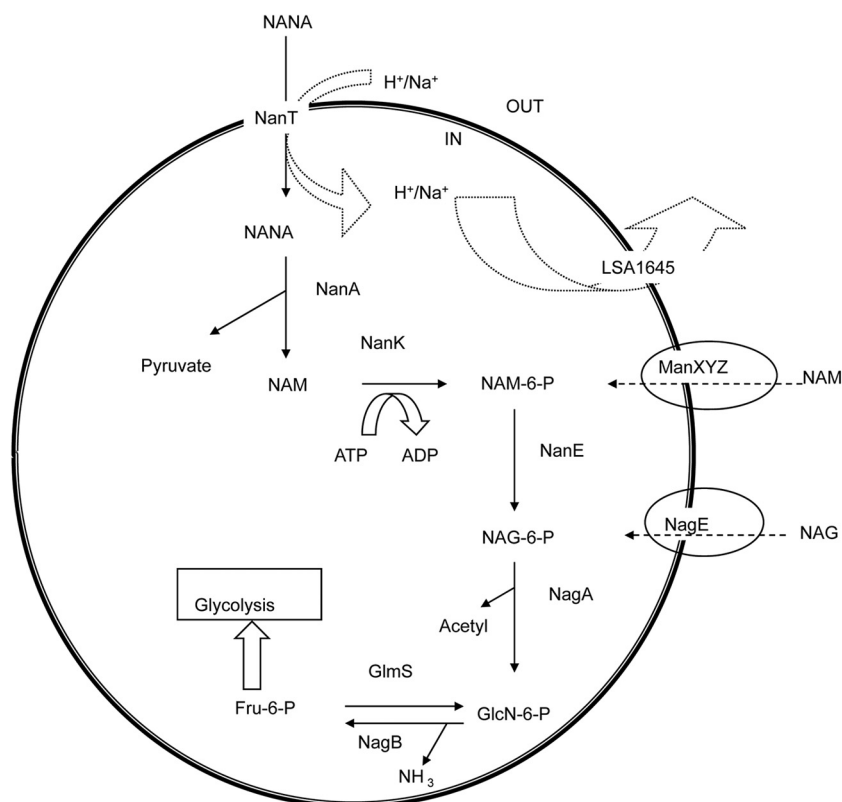 NANA
H+/Na+
OUT
NanT
IN
H+/Na+
NANA
LSA1645
NanA
NanK
Pyruvate
ManXYZ
NAM
NAM-6-P
NAM
ATP
ADP
NanE
NagE
NAG-6-P
NAG
NagA
Glycolysis
Acetyl
GlmS
Fru-6-P
GlcN-6-P
NagB
NH3